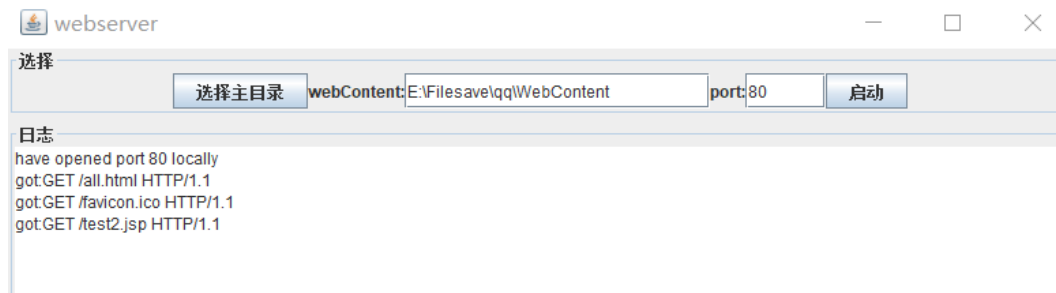 webserver
选择
选择主目录 webContent: E:\Filesave\qq\WebContent port: 80 启动
日志
have opened port 80 locally
got:GET /all.html HTTP/1.1
got:GET /favicon.ico HTTP/1.1
got:GET /test2.jsp HTTP/1.1